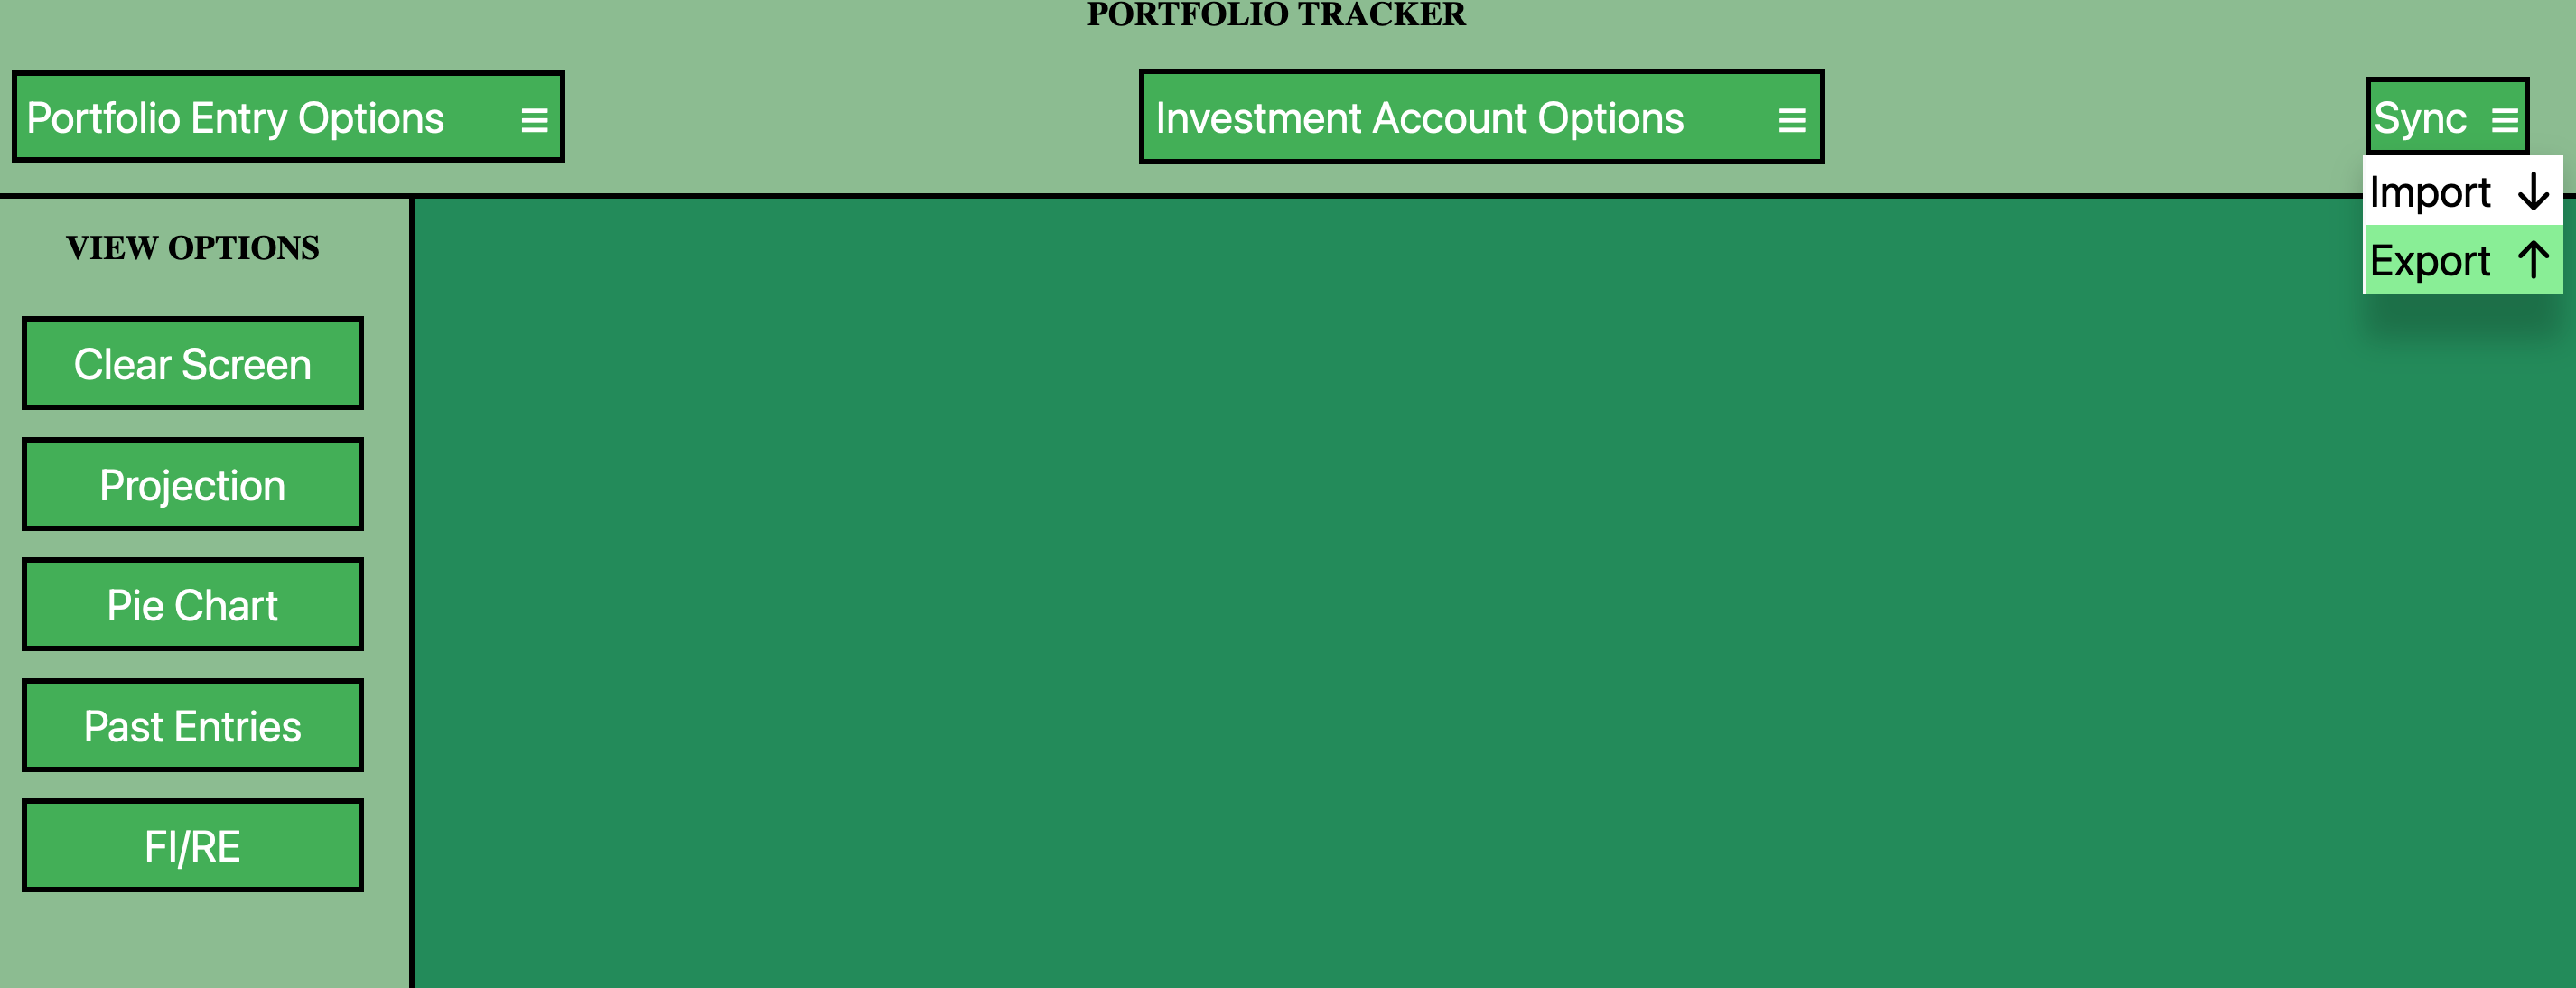 PORTFOLIO TRACKER
Portfolio Entry Options
Investment Account Options
Sync
Import
Export
VIEW OPTIONS
Clear Screen
Projection
Pie Chart
Past Entries
FI/RE